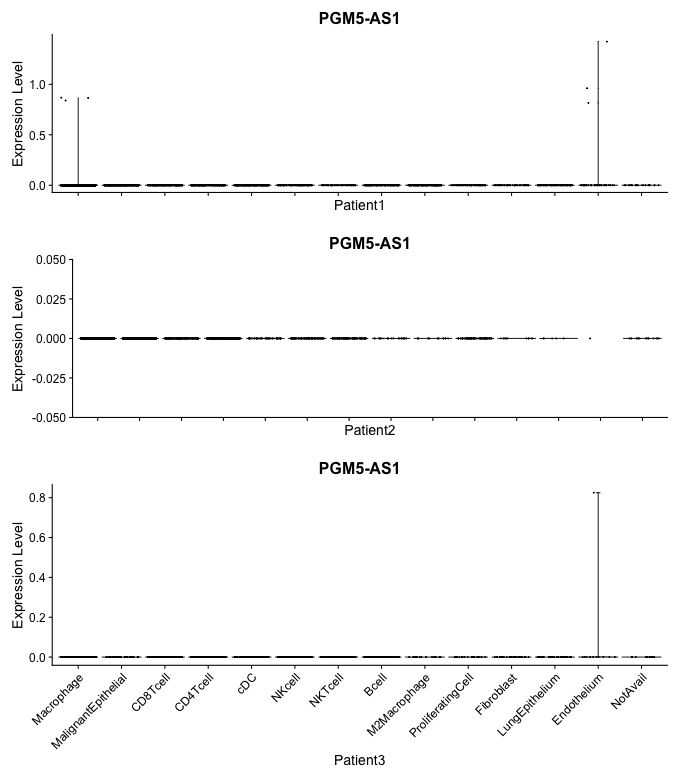 PGM5-AS1
Expression Level
1.0
0.5
0.0
Patient1
PGM5-AS1
Expression Level
0.050
0.025
0.000
-0.025
-0.050
Patient2
PGM5-AS1
Expression Level
0.8
0.6
0.4
0.2
0.0
Macrophage
MalignantEpithelial
CD8Tcell
CD4Tcell
cDC
NKcell
NKTcell
Bcell
M2Macrophage
ProliferatingCell
Fibroblast
LungEpithelium
Endothelium
NotAvail
Patient3